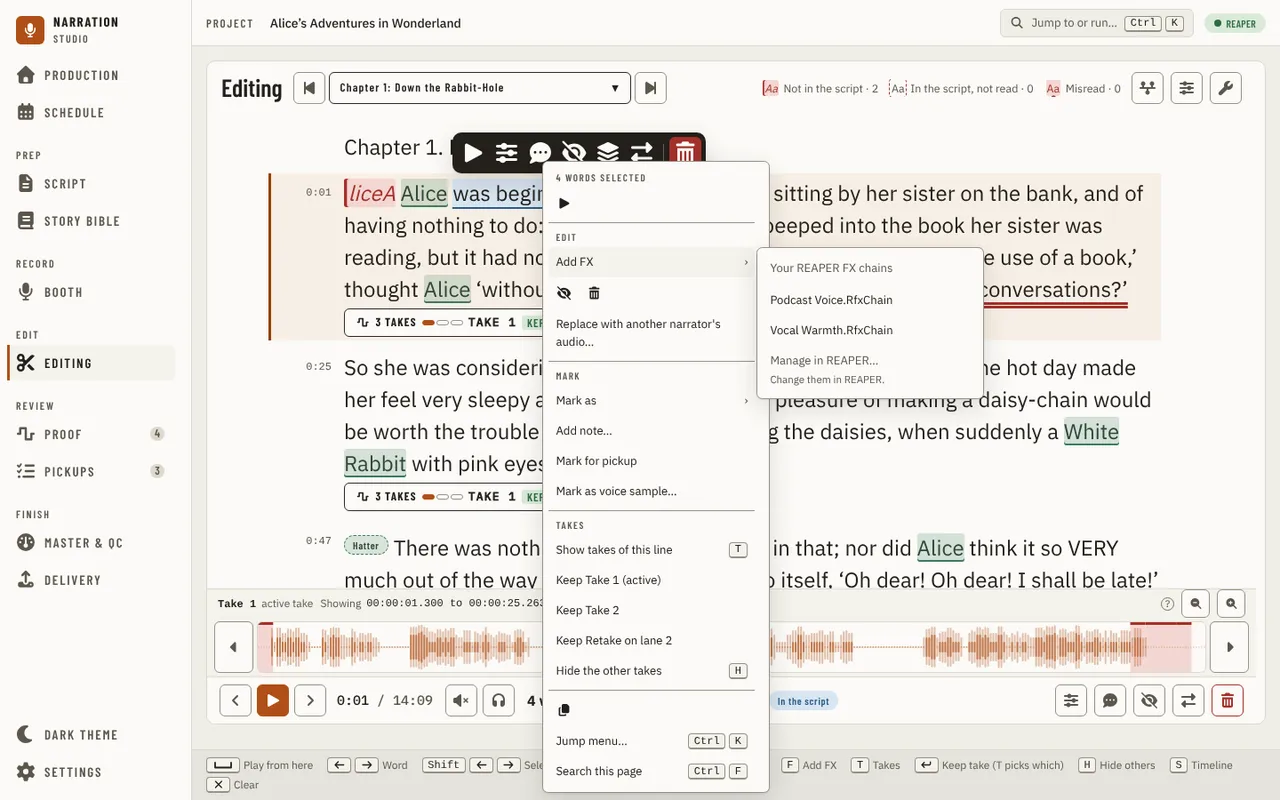 NARRATION
STUDIO
PRODUCTION
SCHEDULE
PREP
SCRIPT
STORY BIBLE
RECORD
BOOTH
EDIT
EDITING
REVIEW
PROOF 4
PICKUPS 3
FINISH
MASTER & QC
DELIVERY
DARK THEME
SETTINGS
PROJECT Alice's Adventures in Wonderland
Jump to or run... Ctrl K
REAPER
Editing
Chapter 1: Down the Rabbit-Hole
Aa Not in the script · 2
Aa In the script, not read · 0
Aa Misread · 0
Chapter 1.
0:01 liceA Alice was begin sitting by her sister on the bank, and of
having nothing to do: peeped into the book her sister was
reading, but it had no e use of a book,’
thought Alice ‘withou conversations?’
3 TAKES TAKE 1
0:25 So she was consideri he hot day made
her feel very sleepy a pleasure of making a daisy-chain would
be worth the trouble g the daisies, when suddenly a White
Rabbit with pink eyes
3 TAKES TAKE 1
0:47 Hatter There was noth in that; nor did Alice think it so VERY
much out of the way o itself, ‘Oh dear! Oh dear! I shall be late!’
4 WORDS SELECTED
EDIT
Add FX ›
Replace with another narrator's
audio...
MARK
Mark as ›
Add note...
Mark for pickup
Mark as voice sample...
TAKES
Show takes of this line T
Keep Take 1 (active)
Keep Take 2
Keep Retake on lane 2
Hide the other takes H
Jump menu... Ctrl K
Search this page Ctrl F
Your REAPER FX chains
Podcast Voice.RfxChain
Vocal Warmth.RfxChain
Manage in REAPER...
Change them in REAPER.
Take 1 active take Showing 00:00:01.300 to 00:00:25.263
0:01 / 14:09
4 w
In the script
Play from here
Word
Shift Sele
F Add FX
T Takes
Keep take (T picks which)
H Hide others
S Timeline
Clear